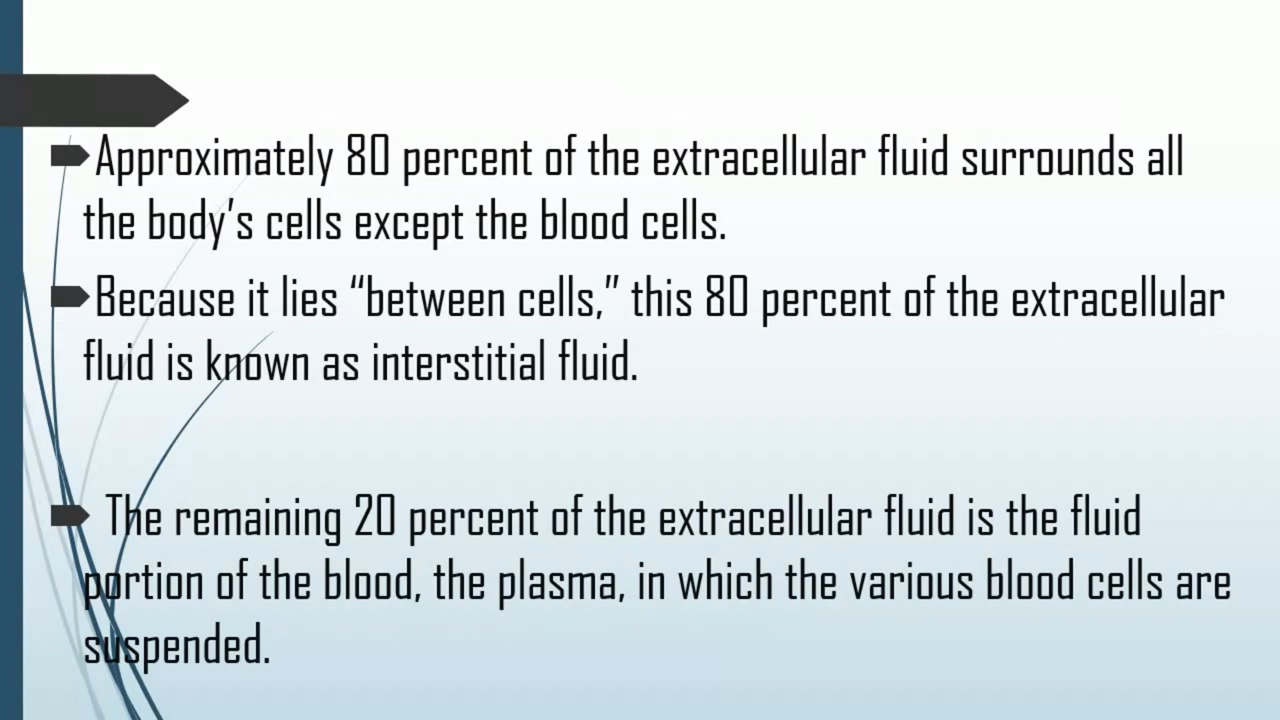 Approximately 80 percent of the extracellular fluid surrounds all
the body’s cells except the blood cells.
Because it lies “between cells,” this 80 percent of the extracellular
fluid is known as interstitial fluid.
The remaining 20 percent of the extracellular fluid is the fluid
portion of the blood, the plasma, in which the various blood cells are
suspended.